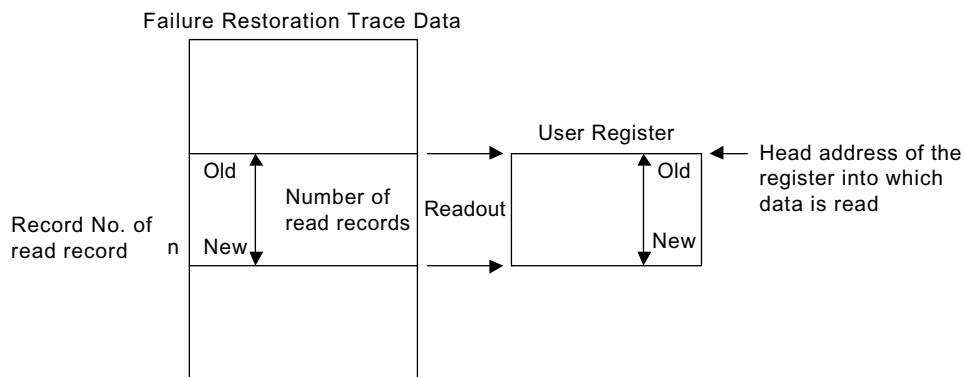 Failure Restoration Trace Data
User Register
Old
Number of
read records
New
Record No. of
read record
n
Readout
Old
New
Head address of the
register into which
data is read